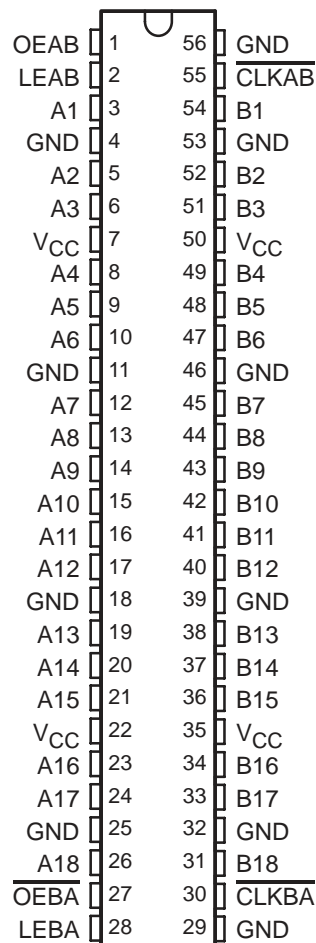 OEAB 1 56 GND
LEAB 2 55 CLKAB
A1 3 54 B1
GND 4 53 GND
A2 5 52 B2
A3 6 51 B3
VCC 7 50 VCC
A4 8 49 B4
A5 9 48 B5
A6 10 47 B6
GND 11 46 GND
A7 12 45 B7
A8 13 44 B8
A9 14 43 B9
A10 15 42 B10
A11 16 41 B11
A12 17 40 B12
GND 18 39 GND
A13 19 38 B13
A14 20 37 B14
A15 21 36 B15
VCC 22 35 VCC
A16 23 34 B16
A17 24 33 B17
GND 25 32 GND
A18 26 31 B18
OEBA 27 30 CLKBA
LEBA 28 29 GND